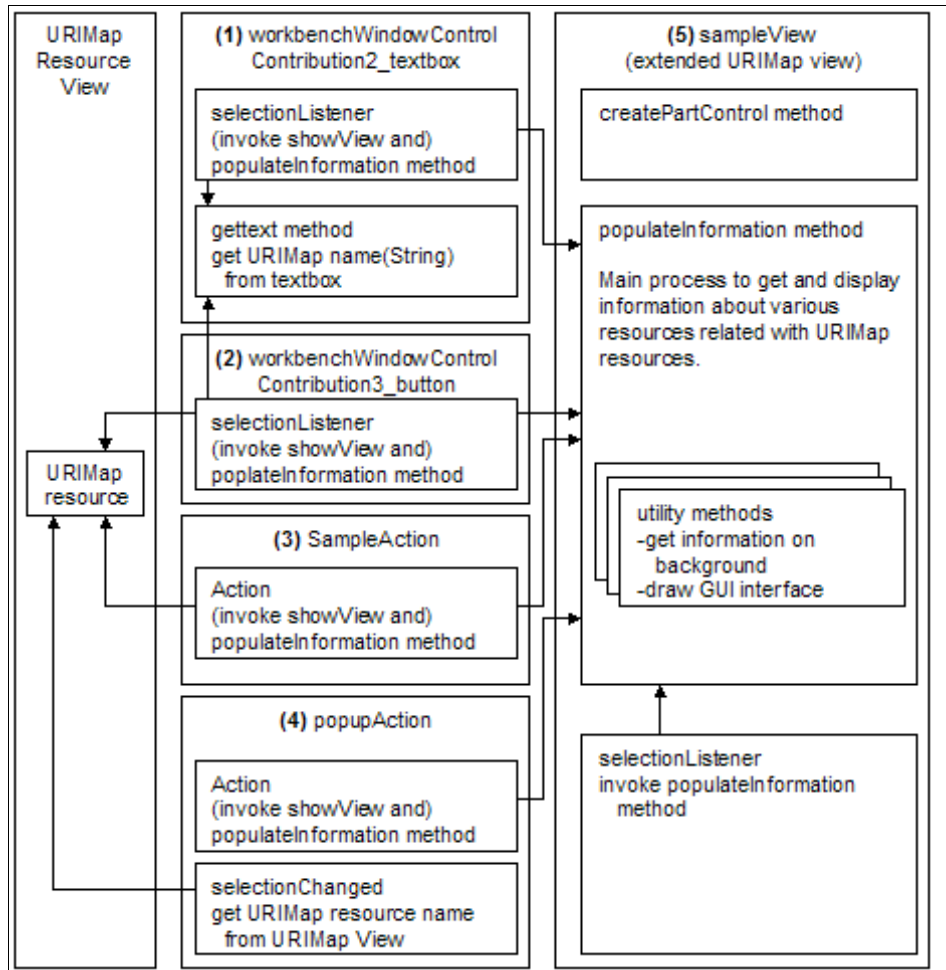 URIMap
Resource
View
URIMap
resource
(1) workbenchWindowControl
Contribution2_textbox
selectionListener
(invoke showView and)
populateInformation method
gettext method
get URIMap name(String)
from textbox
(2) workbenchWindowControl
Contribution3_button
selectionListener
(invoke showView and)
poplateInformation method
(3) SampleAction
Action
(invoke showView and)
populateInformation method
(4) popupAction
Action
(invoke showView and)
populateInformation method
selectionChanged
get URIMap resource name
from URIMap View
(5) sampleView
(extended URIMap view)
createPartControl method
populateInformation method
Main process to get and display
information about various
resources related with URIMap
resources.
utility methods
-get information on
background
-draw GUI interface
selectionListener
invoke populateInformation
method